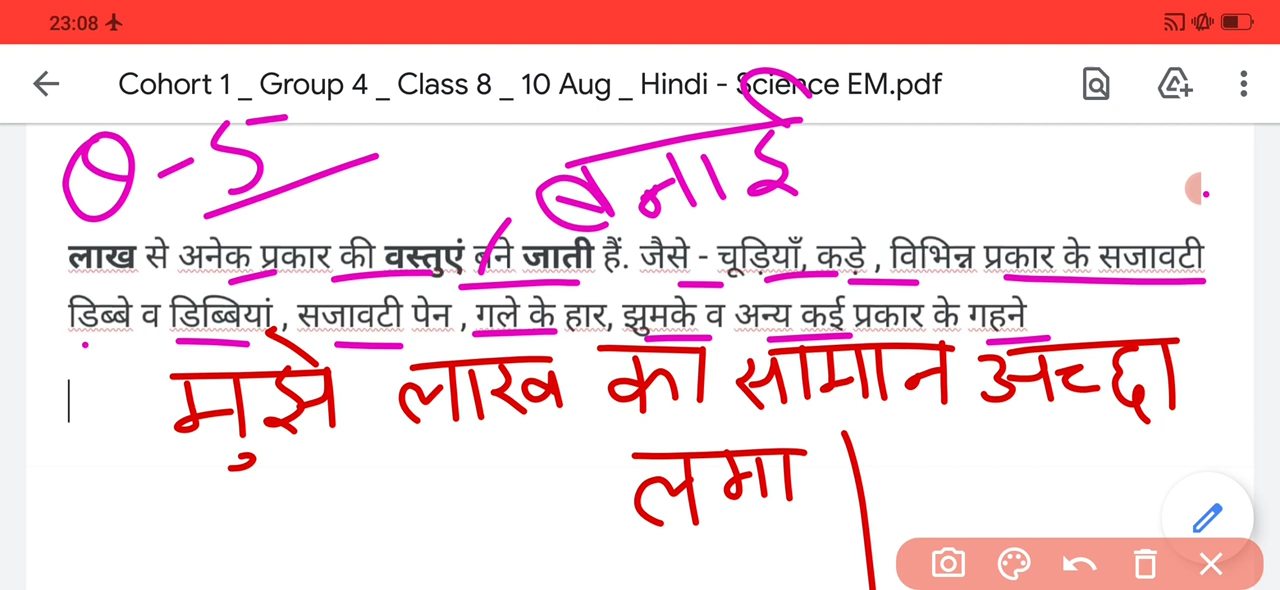 23:08
Cohort 1 _ Group 4 _ Class 8 _ 10 Aug _ Hindi - Science EM.pdf
Q-5
बनाई
लाख से अनेक प्रकार की वस्तुएं बने जाती हैं. जैसे - चूड़ियाँ, कड़े , विभिन्न प्रकार के सजावटी
डिब्बे व डिब्बियां , सजावटी पेन , गले के हार, झुमके व अन्य कई प्रकार के गहने
मुझे लाख का सामान अच्छा
लगा ।